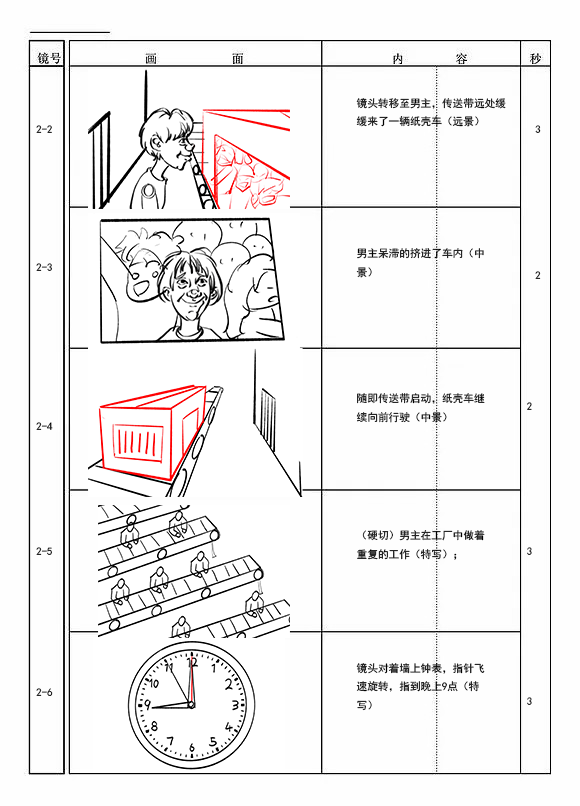 镜号 画 面 内 容 秒
2-2 镜头转移至男主，传送带远处缓
缓来了一辆纸壳车（远景） 3
2-3 男主呆滞的挤进了车内（中
景） 2
2-4 随即传送带启动，纸壳车继
续向前行驶（中景） 2
2-5 （硬切）男主在工厂中做着
重复的工作（特写）； 3
2-6 镜头对着墙上钟表，指针飞
速旋转，指到晚上9点（特
写） 3
12
1
2
3
4
5
6
7
8
9
10
11